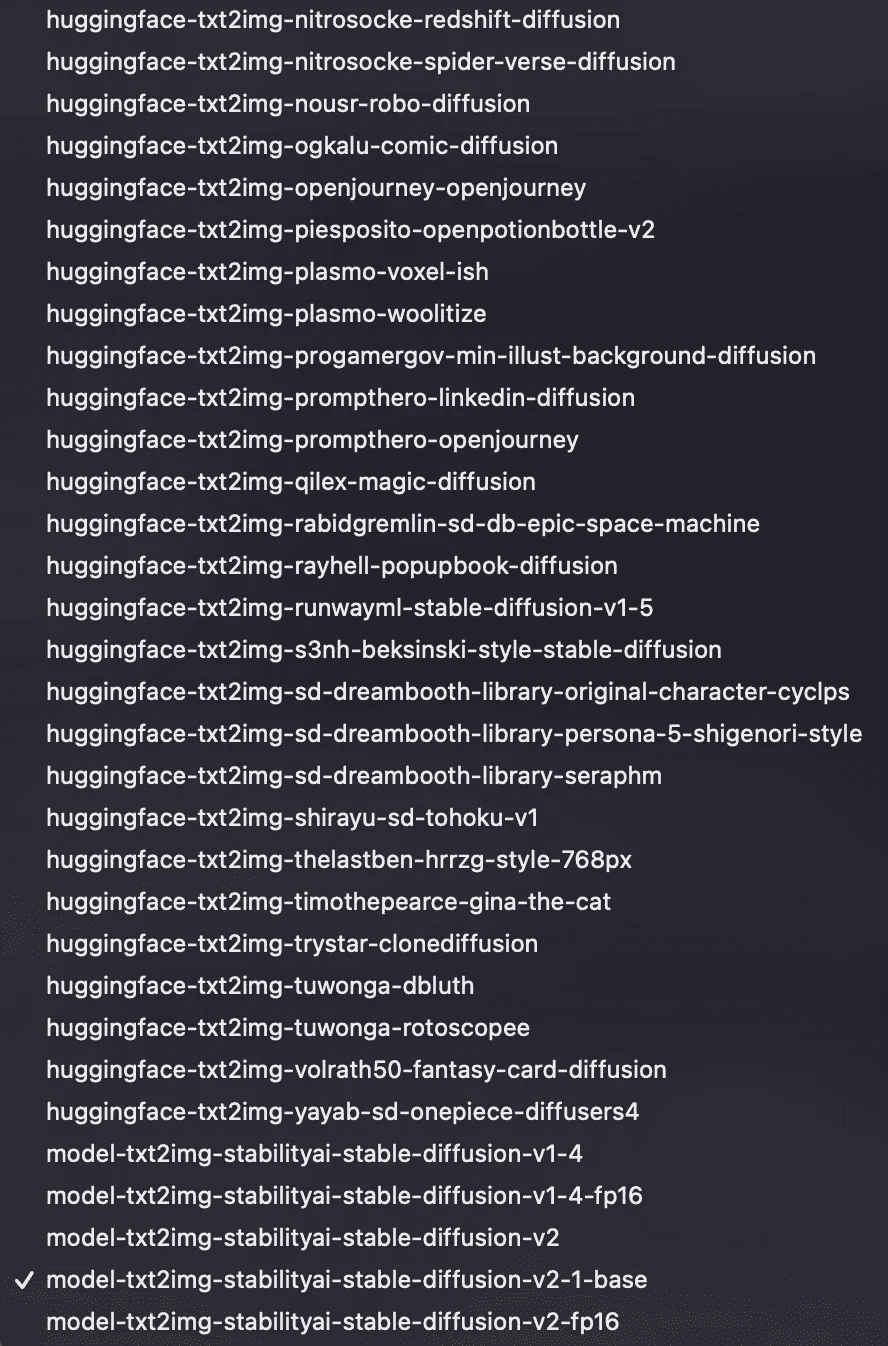 huggingface-txt2img-nitrosocke-redshift-diffusion
huggingface-txt2img-nitrosocke-spider-verse-diffusion
huggingface-txt2img-nousr-robo-diffusion
huggingface-txt2img-ogkalu-comic-diffusion
huggingface-txt2img-openjourney-openjourney
huggingface-txt2img-piesposito-openpotionbottle-v2
huggingface-txt2img-plasmo-voxel-ish
huggingface-txt2img-plasmo-woolitize
huggingface-txt2img-progamergov-min-illust-background-diffusion
huggingface-txt2img-prompthero-linkedin-diffusion
huggingface-txt2img-prompthero-openjourney
huggingface-txt2img-qilex-magic-diffusion
huggingface-txt2img-rabidgremlin-sd-db-epic-space-machine
huggingface-txt2img-rayhell-popupbook-diffusion
huggingface-txt2img-runwayml-stable-diffusion-v1-5
huggingface-txt2img-s3nh-beksinski-style-stable-diffusion
huggingface-txt2img-sd-dreambooth-library-original-character-cyclps
huggingface-txt2img-sd-dreambooth-library-persona-5-shigenori-style
huggingface-txt2img-sd-dreambooth-library-seraphm
huggingface-txt2img-shirayu-sd-tohoku-v1
huggingface-txt2img-thelastben-hrrzg-style-768px
huggingface-txt2img-timothepearce-gina-the-cat
huggingface-txt2img-trystar-clonediffusion
huggingface-txt2img-tuwonga-dbluth
huggingface-txt2img-tuwonga-rotoscopee
huggingface-txt2img-volrath50-fantasy-card-diffusion
huggingface-txt2img-yayab-sd-onepiece-diffusers4
model-txt2img-stabilityai-stable-diffusion-v1-4
model-txt2img-stabilityai-stable-diffusion-v1-4-fp16
model-txt2img-stabilityai-stable-diffusion-v2
✓ model-txt2img-stabilityai-stable-diffusion-v2-1-base
model-txt2img-stabilityai-stable-diffusion-v2-fp16